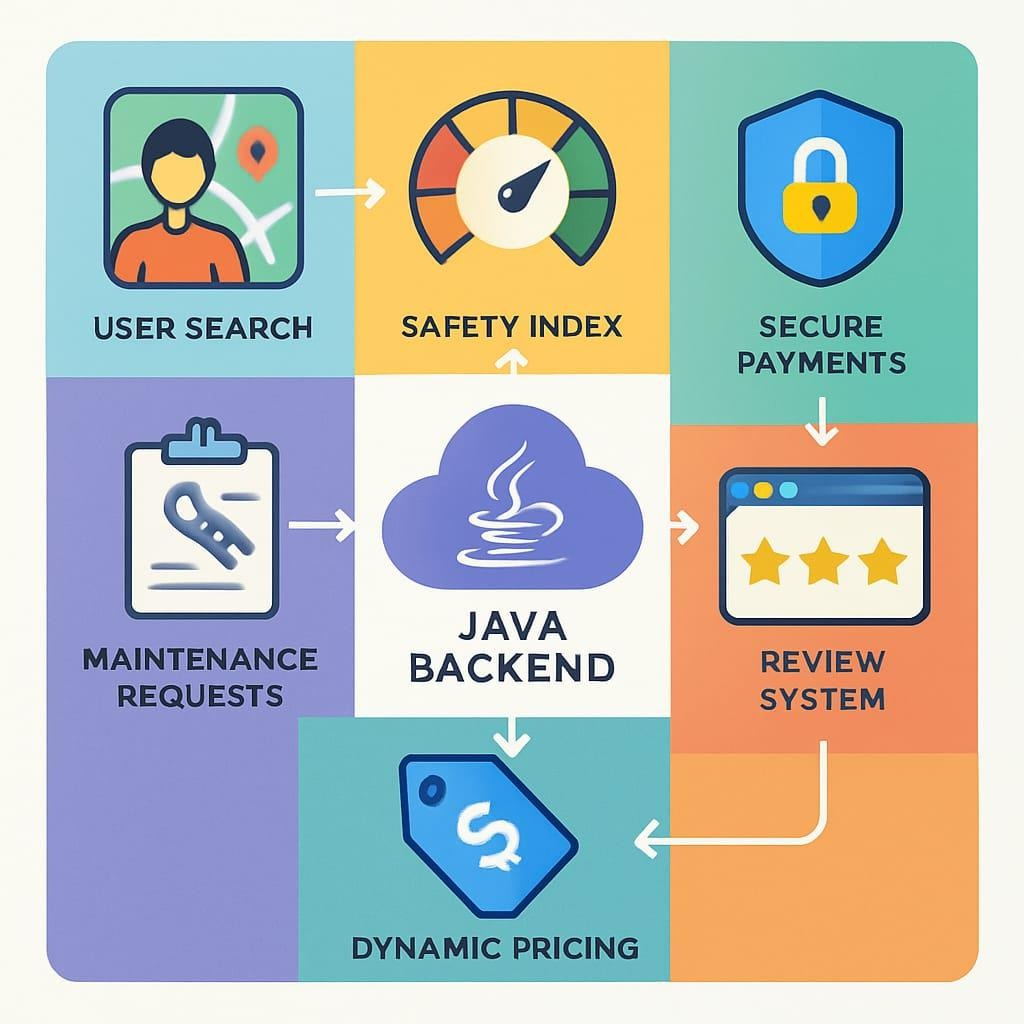 USER SEARCH
SAFETY INDEX
SECURE
PAYMENTS
MAINTENANCE
REQUESTS
JAVA
BACKEND
REVIEW
SYSTEM
DYNAMIC PRICING